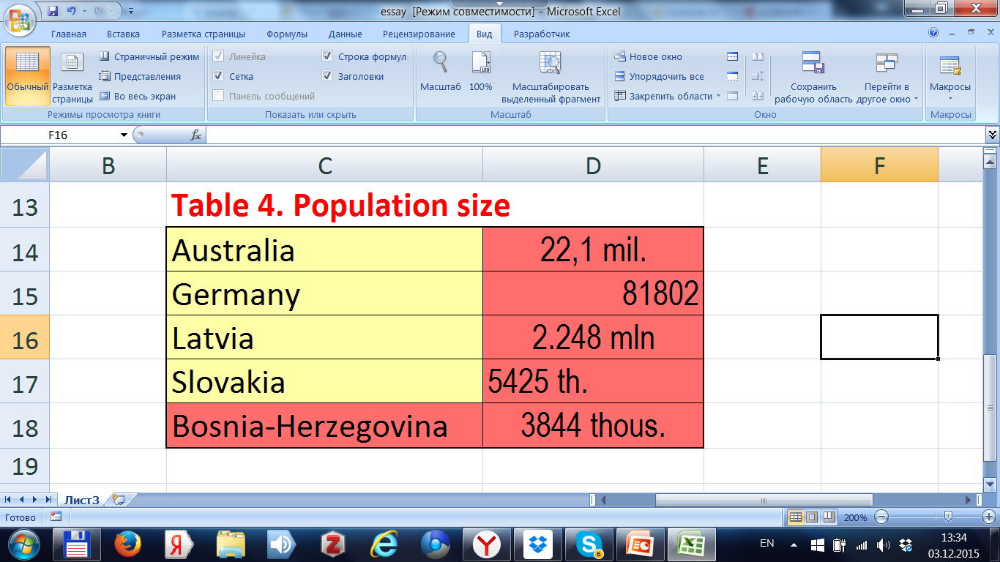 essay [Режим совместимости] - Microsoft Excel
Главная Вставка Разметка страницы Формулы Данные Рецензирование Вид Разработчик
Обычный
Разметка страницы
Страничный режим
Представления
Во весь экран
Режимы просмотра книги
Линейка
Сетка
Панель сообщений
Строка формул
Заголовки
Показать или скрыть
Масштаб
100%
Масштабировать выделенный фрагмент
Масштаб
Новое окно
Упорядочить все
Закрепить области
Сохранить рабочую область
Перейти в другое окно
Окно
Макросы
Макросы
F16 fx
B C D E F
13 Table 4. Population size
14 Australia 22,1 mil.
15 Germany 81802
16 Latvia 2.248 mln
17 Slovakia 5425 th.
18 Bosnia-Herzegovina 3844 thous.
19
Лист3
Готово 200%
EN 13:34
03.12.2015